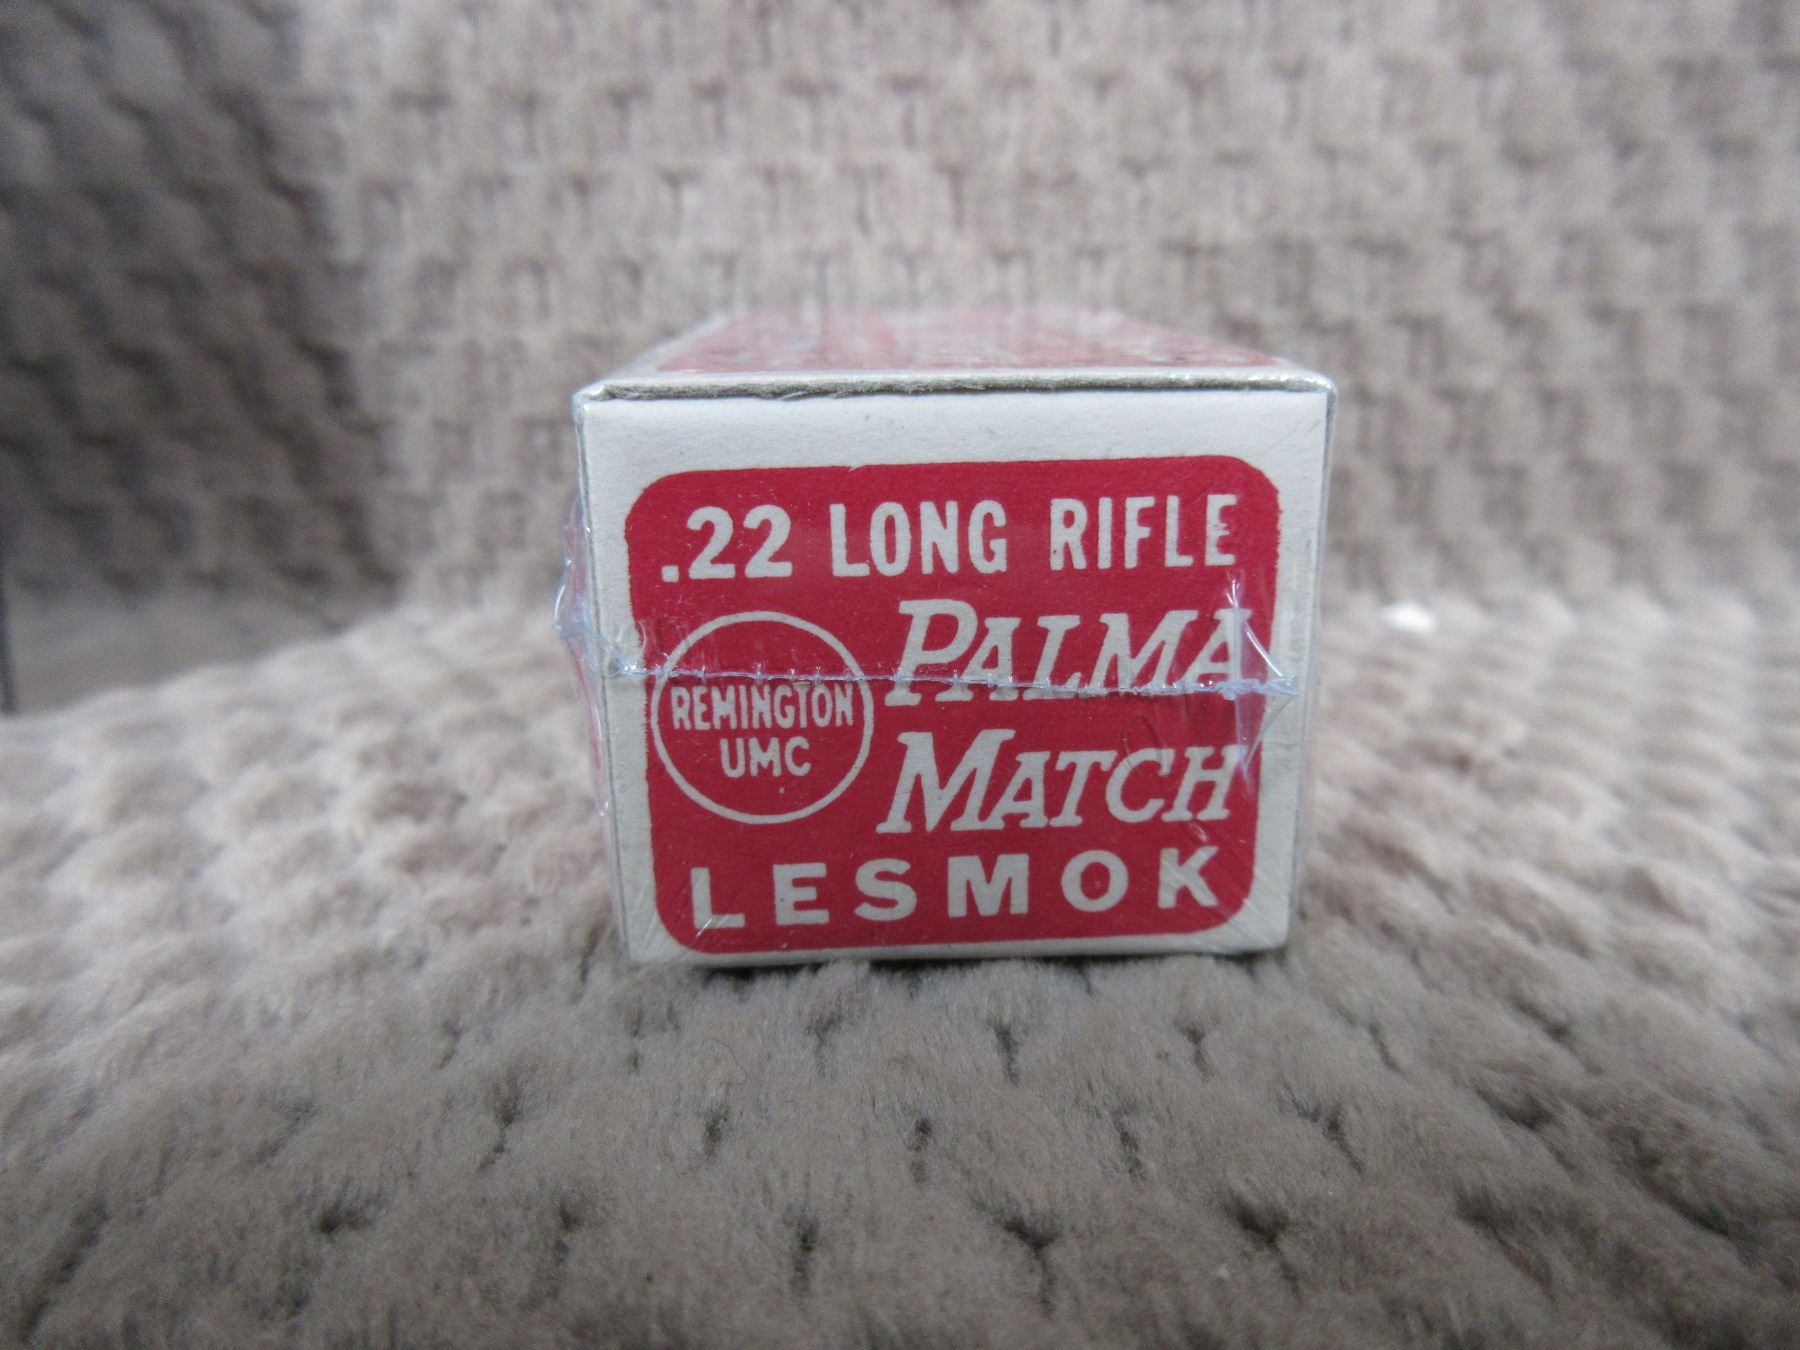 .22 LONG RIFLE
REMINGTON
UMC
PALMA
MATCH
LESMOK